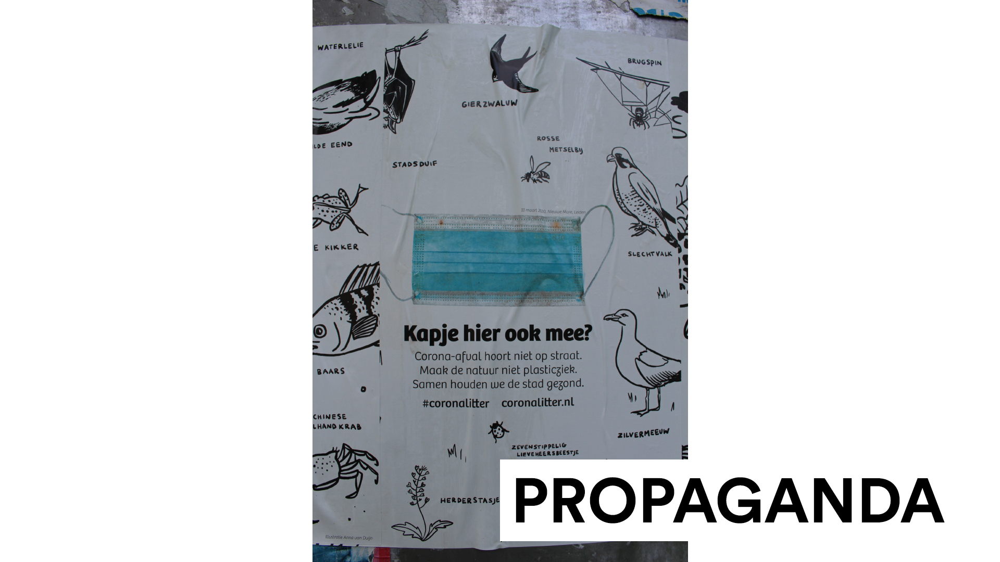 WATERLELIE
BRUGSPIN
GIERZWALUW
ROSSE
METSELBIJ
ILDE EEND
STADSDUIF
11 maart 2020, Nieuwe Mare, Leiden
E KIKKER
SLECHTVALK
Kapje hier ook mee?
Corona-afval hoort niet op straat.
Maak de natuur niet plasticziek.
Samen houden we de stad gezond.
#coronalitter coronalitter.nl
BAARS
CHINESE
LHANDKRAB
ZILVERMEEUW
ZEVENSTIPPELIG
LIEVEHEERSBEESTJE
HERDERSTASJE
Illustratie Anna van Duijn
PROPAGANDA